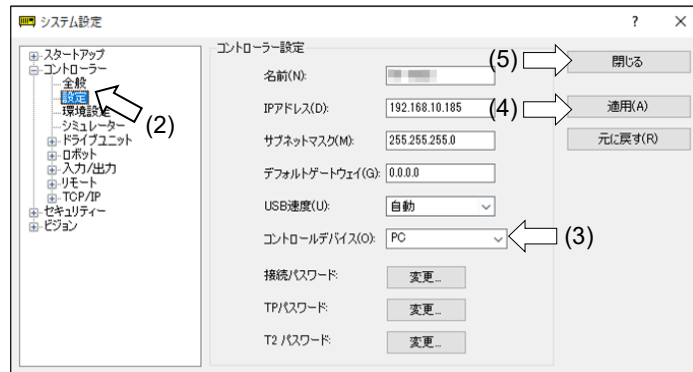 システム設定
スタートアップ
コントローラー
全般
設定
環境設定
シミュレーター
ドライブユニット
ロボット
入力/出力
リモート
TCP/IP
セキュリティー
ビジョン
(2)
コントローラー設定
名前(N):
IPアドレス(D): 192.168.10.185
サブネットマスク(M): 255.255.255.0
デフォルトゲートウェイ(G): 0.0.0.0
USB速度(U): 自動
コントロールデバイス(O): PC
(3)
接続パスワード: 変更...
TPパスワード: 変更...
T2 パスワード: 変更...
(5)
閉じる
(4)
適用(A)
元に戻す(R)